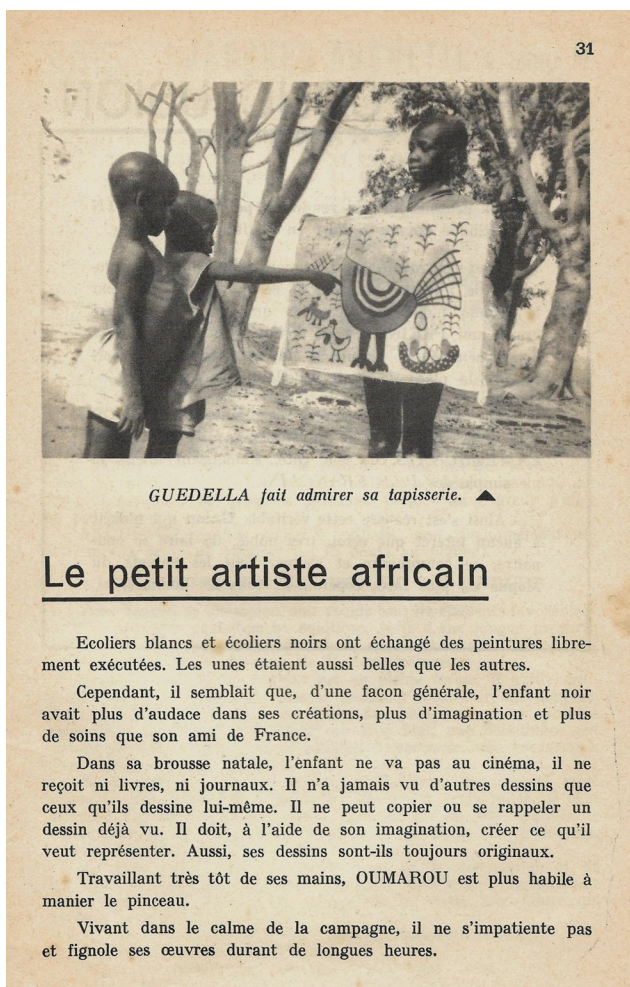 31
GUEDELLA fait admirer sa tapisserie. ▲
Le petit artiste africain
Ecoliers blancs et écoliers noirs ont échangé des peintures libre-
ment exécutées. Les unes étaient aussi belles que les autres.
Cependant, il semblait que, d'une facon générale, l'enfant noir
avait plus d'audace dans ses créations, plus d'imagination et plus
de soins que son ami de France.
Dans sa brousse natale, l'enfant ne va pas au cinéma, il ne
reçoit ni livres, ni journaux. Il n'a jamais vu d'autres dessins que
ceux qu'ils dessine lui-même. Il ne peut copier ou se rappeler un
dessin déjà vu. Il doit, à l'aide de son imagination, créer ce qu'il
veut représenter. Aussi, ses dessins sont-ils toujours originaux.
Travaillant très tôt de ses mains, OUMAROU est plus habile à
manier le pinceau.
Vivant dans le calme de la campagne, il ne s'impatiente pas
et fignole ses œuvres durant de longues heures.